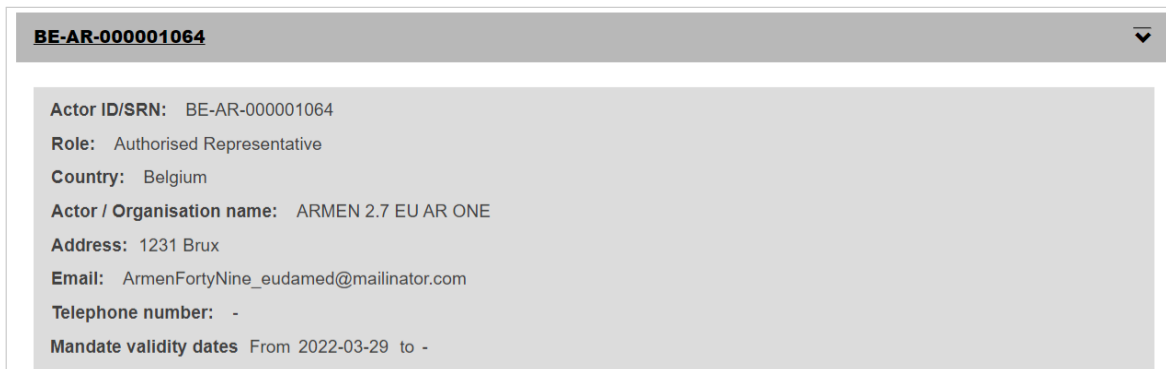 BE-AR-000001064
Actor ID/SRN: BE-AR-000001064
Role: Authorised Representative
Country: Belgium
Actor / Organisation name: ARMEN 2.7 EU AR ONE
Address: 1231 Brux
Email: ArmenFortyNine_eudamed@mailinator.com
Telephone number: -
Mandate validity dates From 2022-03-29 to -